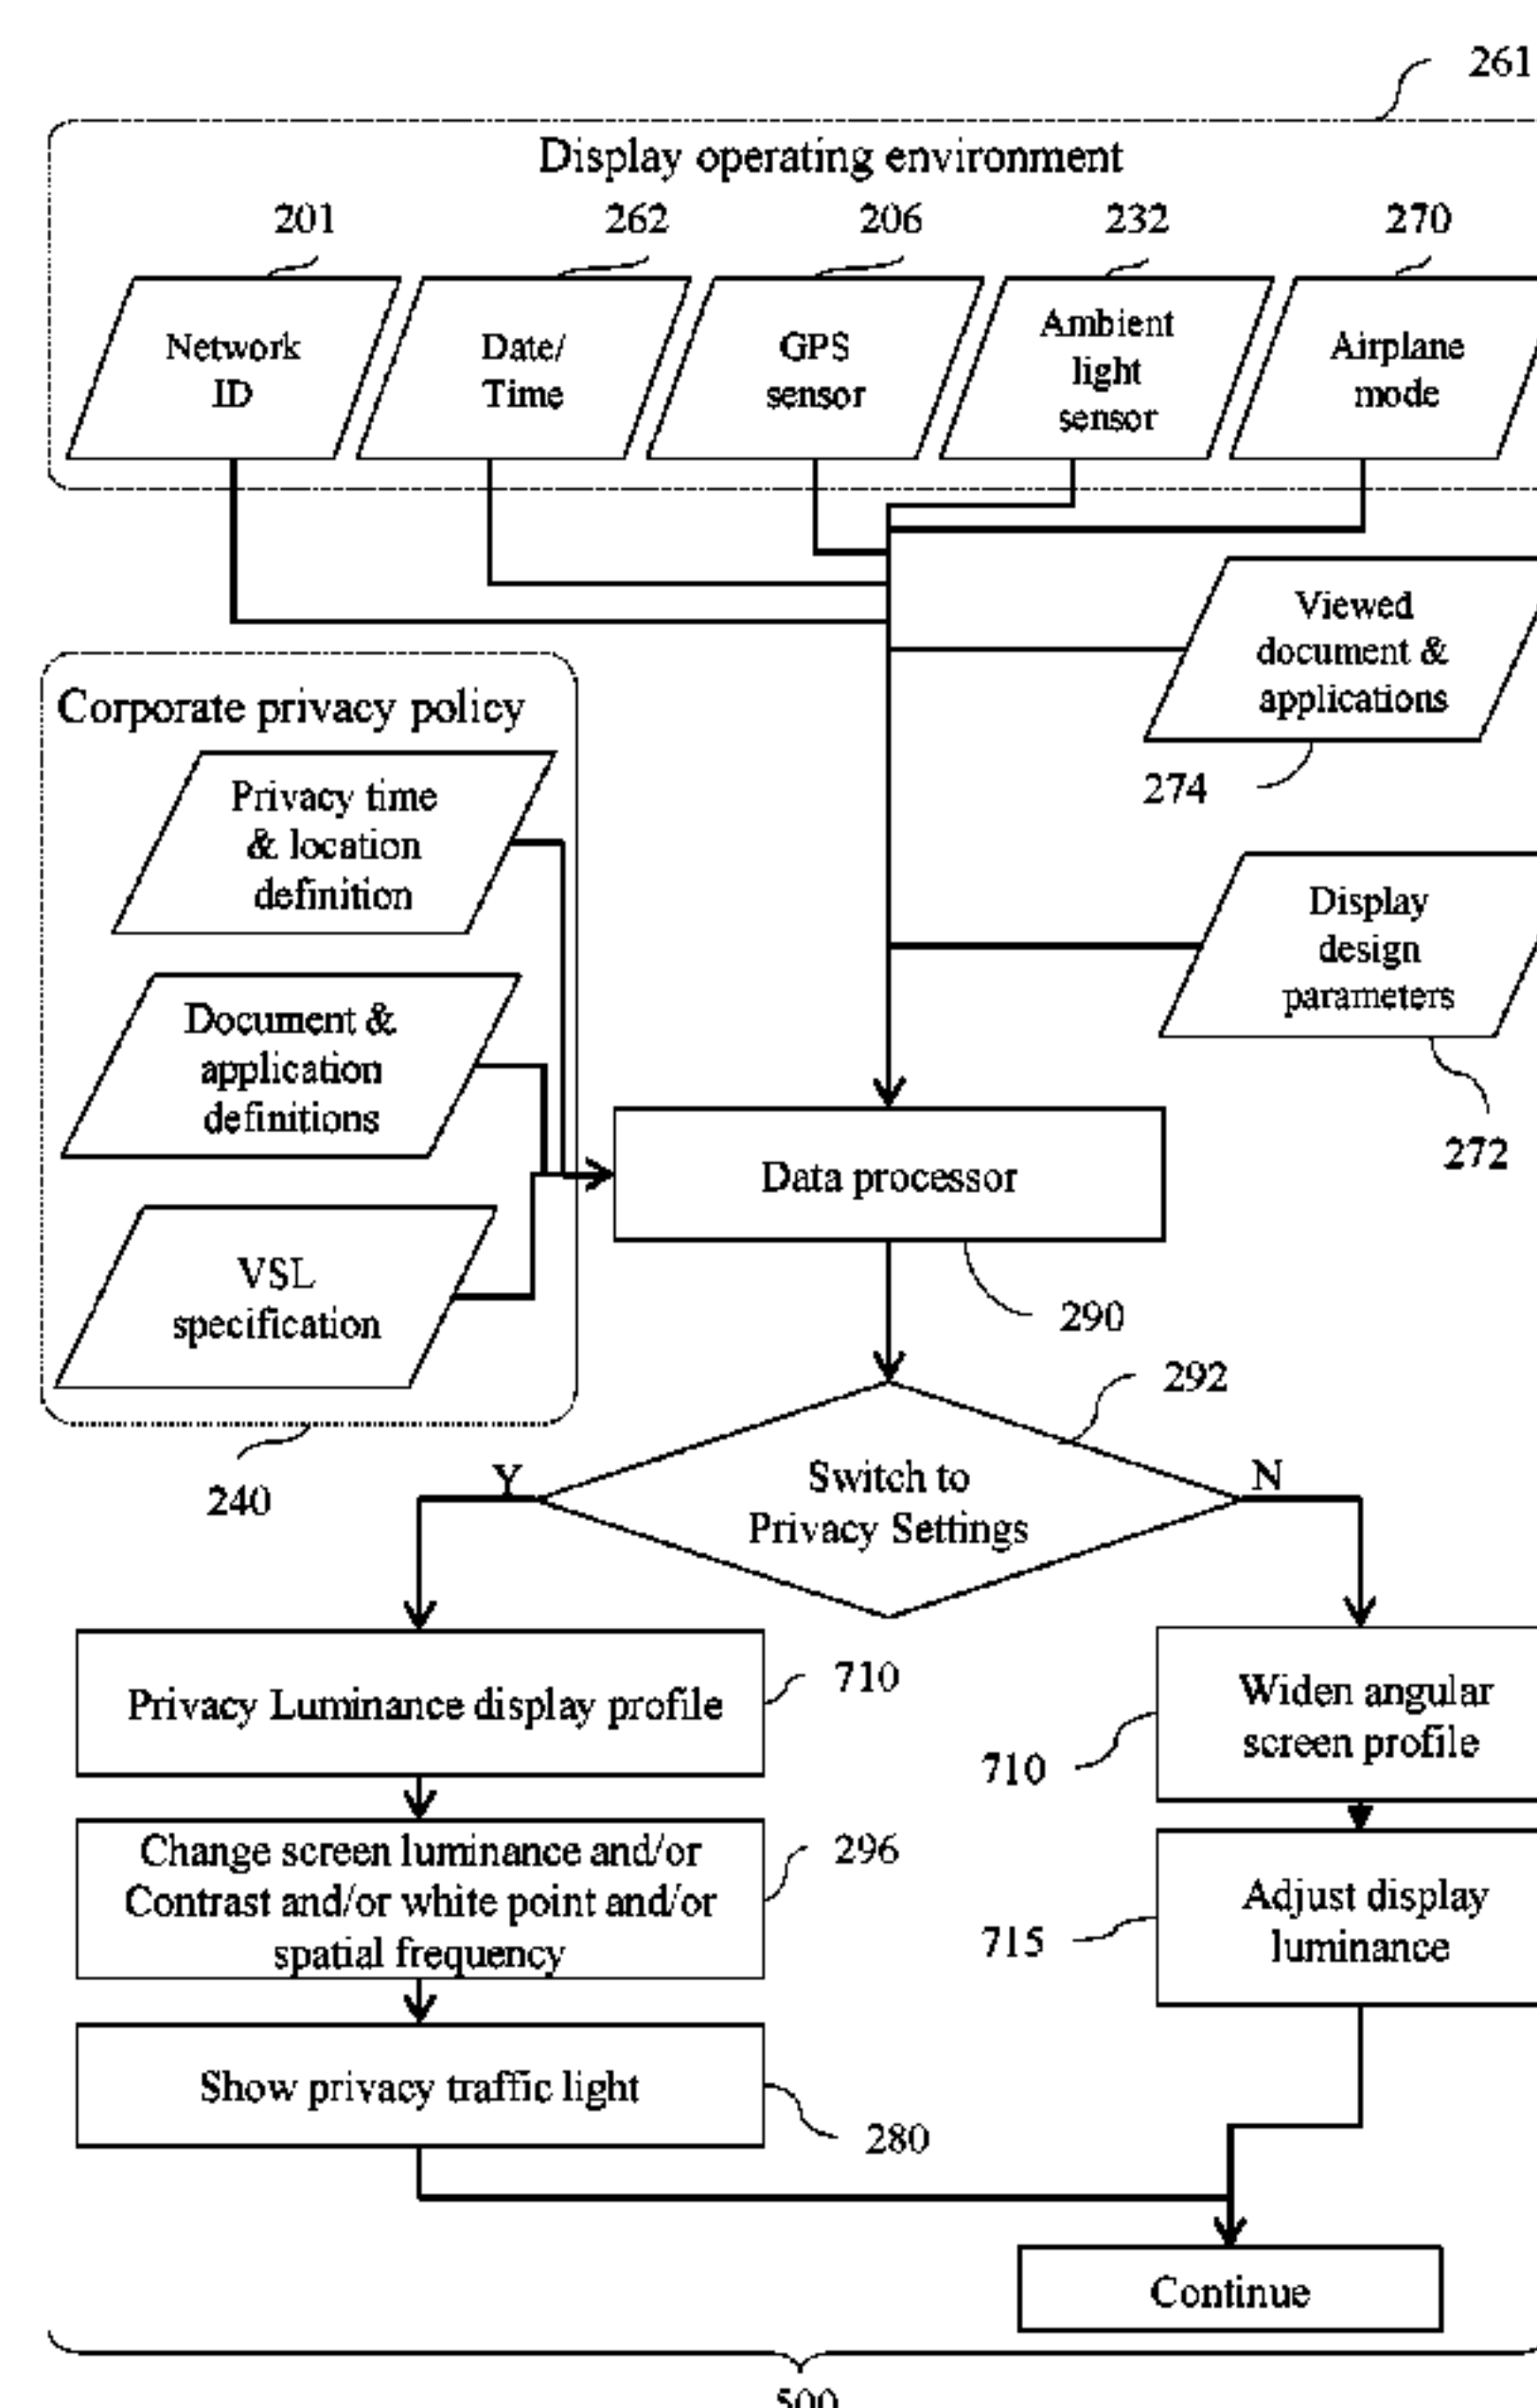 261
Display operating environment
201
262
206
232
270
Network
ID
Date/
Time
GPS
sensor
Ambient
light
sensor
Airplane
mode
Viewed
document &
applications
274
Corporate privacy policy
Privacy time
& location
definition
Display
design
parameters
272
Document &
application
definitions
Data processor
290
VSL
specification
240
292
Switch to
Privacy Settings
Y
N
Privacy Luminance display profile
710
Widen angular
screen profile
710
Change screen luminance and/or
Contrast and/or white point and/or
spatial frequency
296
Adjust display
luminance
715
Show privacy traffic light
280
Continue
500